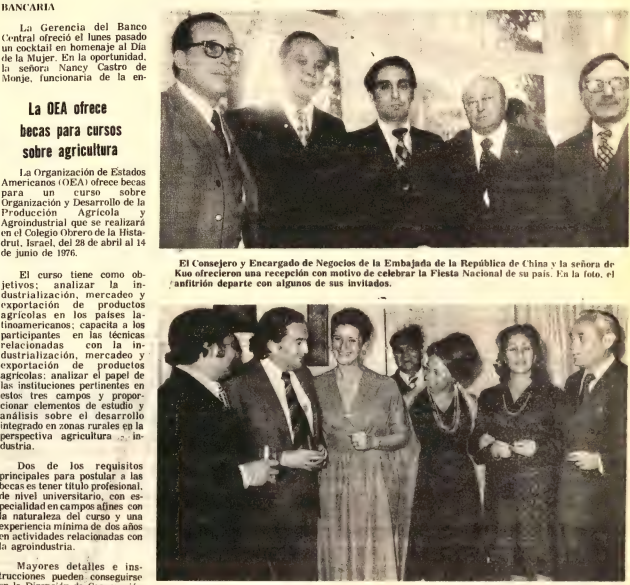 BANCARIA
La Gerencia del Banco
Central ofreció el lunes pasado
un cocktail en homenaje al Día
de la Mujer. En la oportunidad,
la señora Nancy Castro de
Monje, funcionaria de la en-
La OEA ofrece
becas para cursos
sobre agricultura
La Organización de Estados
Americanos (OEA) ofrece becas
para un curso sobre
Organización y Desarrollo de la
Producción Agrícola y
Agroindustrial que se realizará
en el Colegio Obrero de la Hista-
drut, Israel, del 28 de abril al 14
de junio de 1976.
El curso tiene como ob-
jetivos; analizar la in-
dustrialización, mercadeo y
exportación de productos
agrícolas en los países la-
tinoamericanos; capacita a los
participantes en las técnicas
relacionadas con la in-
dustrialización, mercadeo y
exportación de productos
agrícolas; analizar el papel de
las instituciones pertinentes en
estos tres campos y propor-
cionar elementos de estudio y
análisis sobre el desarrollo
integrado en zonas rurales en la
perspectiva agricultura in-
dustria.
Dos de los requisitos
principales para postular a las
becas es tener título profesional,
de nivel universitario, con es-
pecialidad en campos afines con
la naturaleza del curso y una
experiencia mínima de dos años
en actividades relacionadas con
la agroindustria.
Mayores detalles e ins-
trucciones pueden conseguirse
El Consejero y Encargado de Negocios de la Embajada de la República de China y la señora de
Kuo ofrecieron una recepción con motivo de celebrar la Fiesta Nacional de su país. En la foto, el
anfitrión departe con algunos de sus invitados.